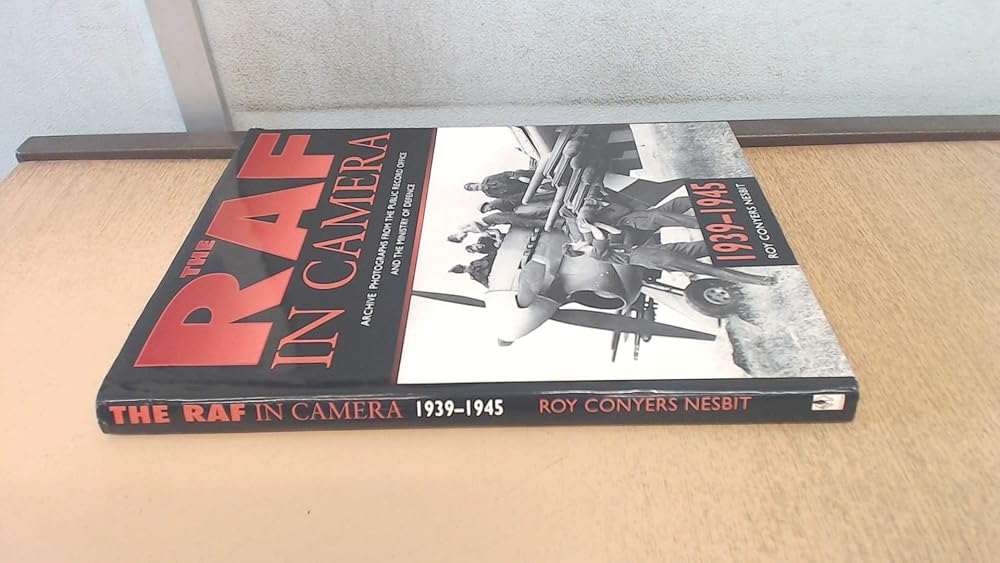 THE
RAF
IN CAMERA
ARCHIVE PHOTOGRAPHS FROM THE PUBLIC RECORD OFFICE
AND THE MINISTRY OF DEFENCE
1939–1945
ROY CONYERS NESBIT
THE RAF IN CAMERA 1939–1945 ROY CONYERS NESBIT